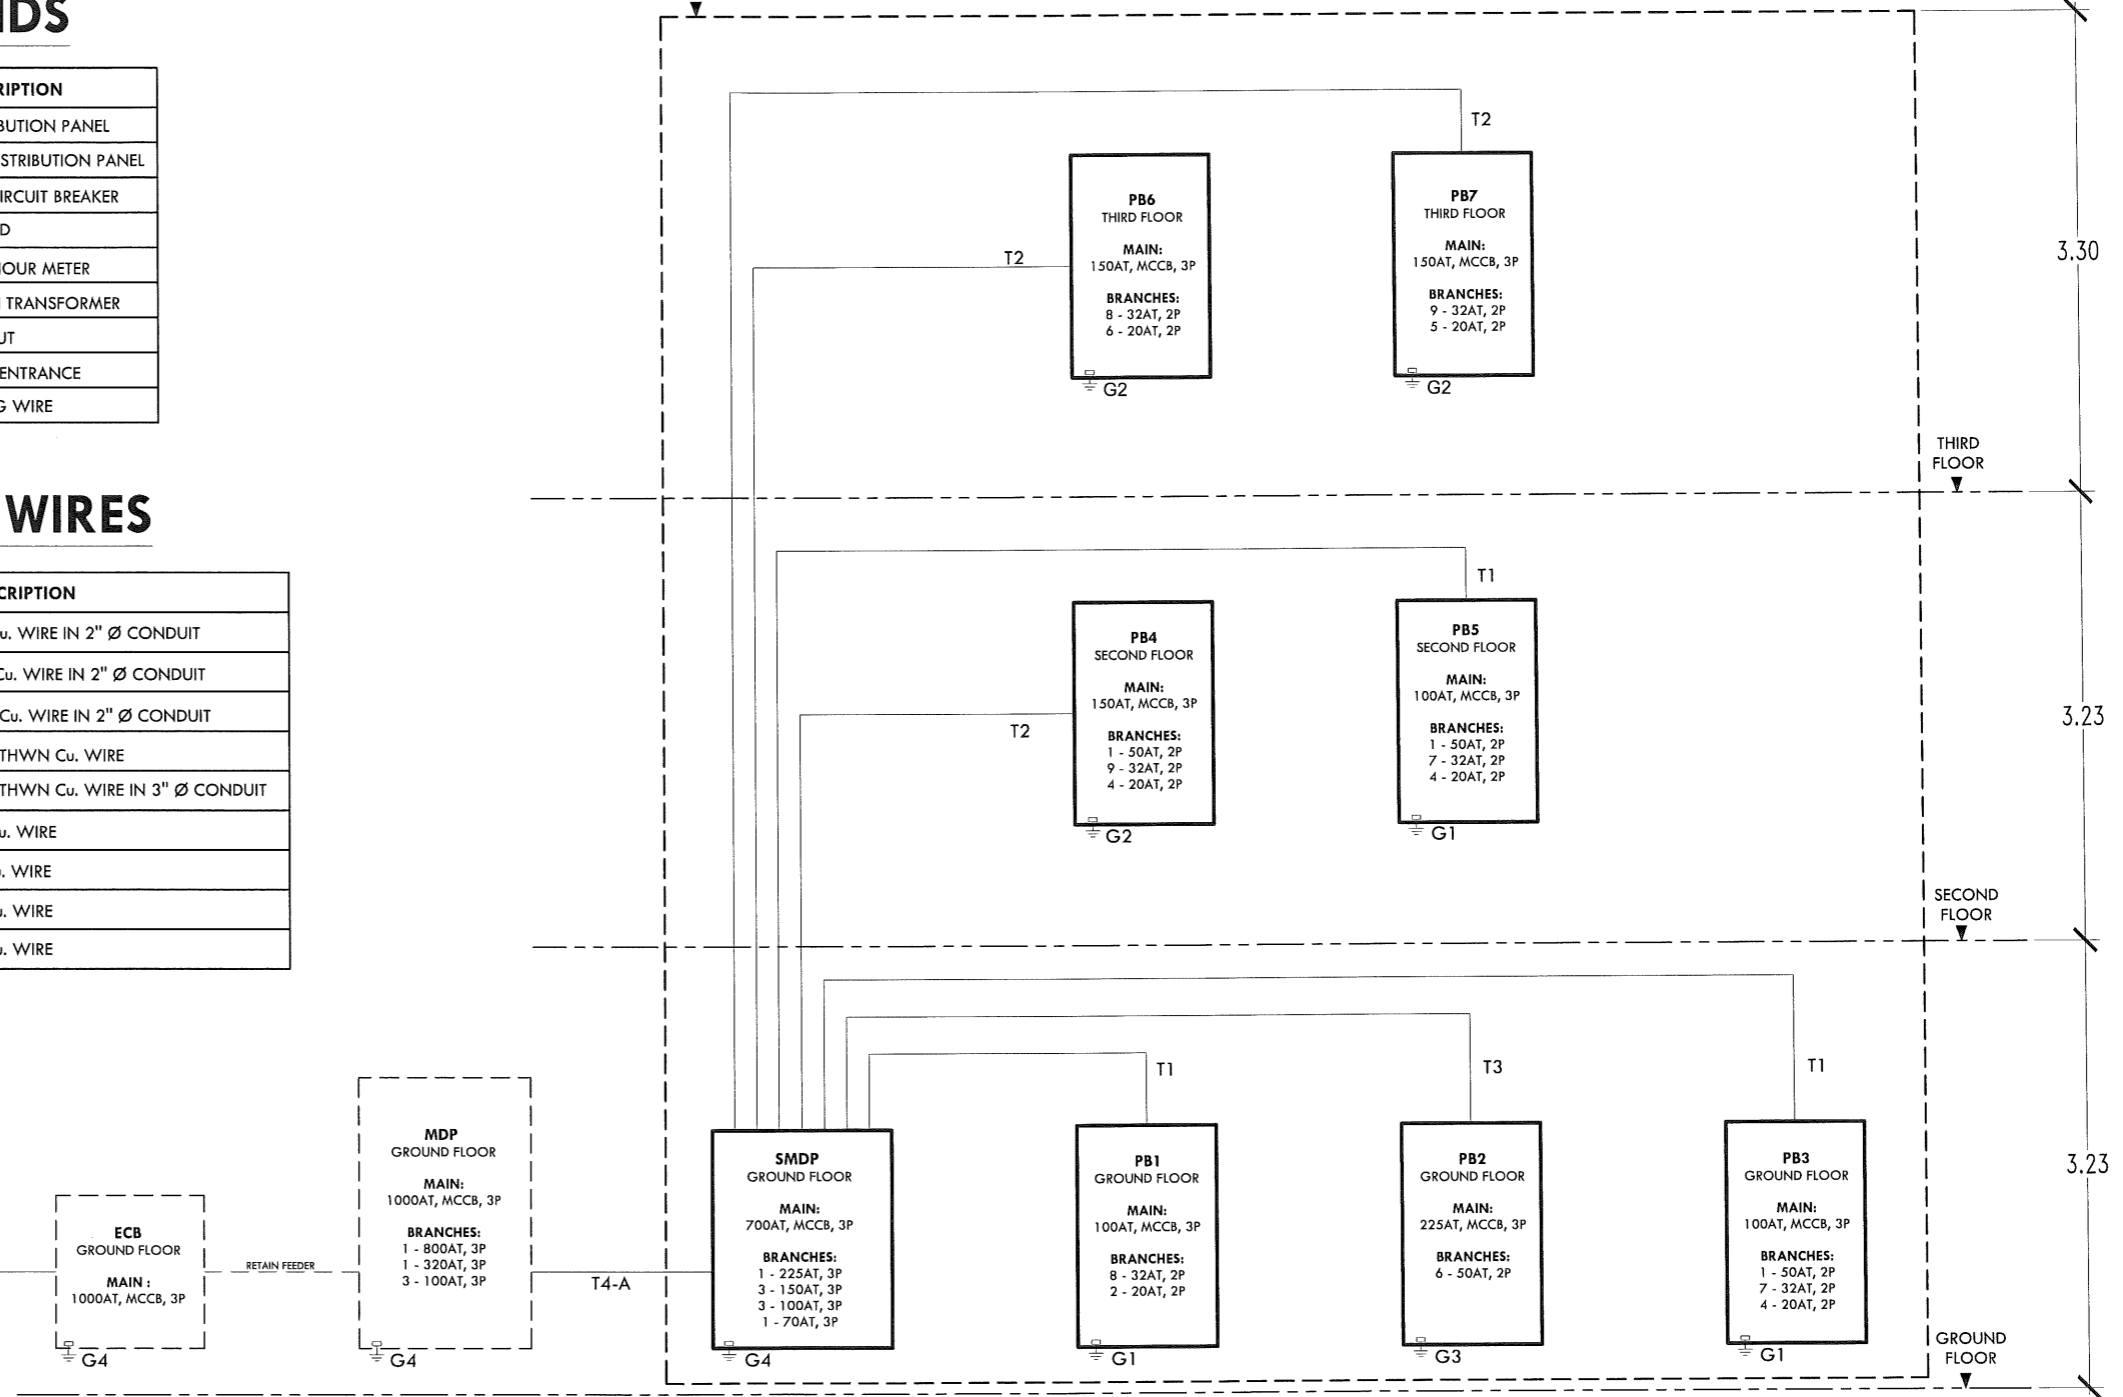 RIPTION
BUTION PANEL
STRIBUTION PANEL
IRCUIT BREAKER
D
OUR METER
TRANSFORMER
UT
ENTRANCE
G WIRE
WIRES
CRIPTION
u. WIRE IN 2" Ø CONDUIT
Cu. WIRE IN 2" Ø CONDUIT
Cu. WIRE IN 2" Ø CONDUIT
THWN Cu. WIRE
THWN Cu. WIRE IN 3" Ø CONDUIT
u. WIRE
. WIRE
. WIRE
. WIRE
T2
PB6
THIRD FLOOR
MAIN:
150AT, MCCB, 3P
BRANCHES:
8 - 32AT, 2P
6 - 20AT, 2P
G2
T2
PB7
THIRD FLOOR
MAIN:
150AT, MCCB, 3P
BRANCHES:
9 - 32AT, 2P
5 - 20AT, 2P
G2
3.30
THIRD
FLOOR
T2
PB4
SECOND FLOOR
MAIN:
150AT, MCCB, 3P
BRANCHES:
1 - 50AT, 2P
9 - 32AT, 2P
4 - 20AT, 2P
G2
T1
PB5
SECOND FLOOR
MAIN:
100AT, MCCB, 3P
BRANCHES:
1 - 50AT, 2P
7 - 32AT, 2P
4 - 20AT, 2P
G1
3.23
SECOND
FLOOR
ECB
GROUND FLOOR
MAIN :
1000AT, MCCB, 3P
G4
RETAIN FEEDER
MDP
GROUND FLOOR
MAIN:
1000AT, MCCB, 3P
BRANCHES:
1 - 800AT, 3P
1 - 320AT, 3P
3 - 100AT, 3P
G4
T4-A
SMDP
GROUND FLOOR
MAIN:
700AT, MCCB, 3P
BRANCHES:
1 - 225AT, 3P
3 - 150AT, 3P
3 - 100AT, 3P
1 - 70AT, 3P
G4
T1
PB1
GROUND FLOOR
MAIN:
100AT, MCCB, 3P
BRANCHES:
8 - 32AT, 2P
2 - 20AT, 2P
G1
T3
PB2
GROUND FLOOR
MAIN:
225AT, MCCB, 3P
BRANCHES:
6 - 50AT, 2P
G3
T1
PB3
GROUND FLOOR
MAIN:
100AT, MCCB, 3P
BRANCHES:
1 - 50AT, 2P
7 - 32AT, 2P
4 - 20AT, 2P
G1
3.23
GROUND
FLOOR